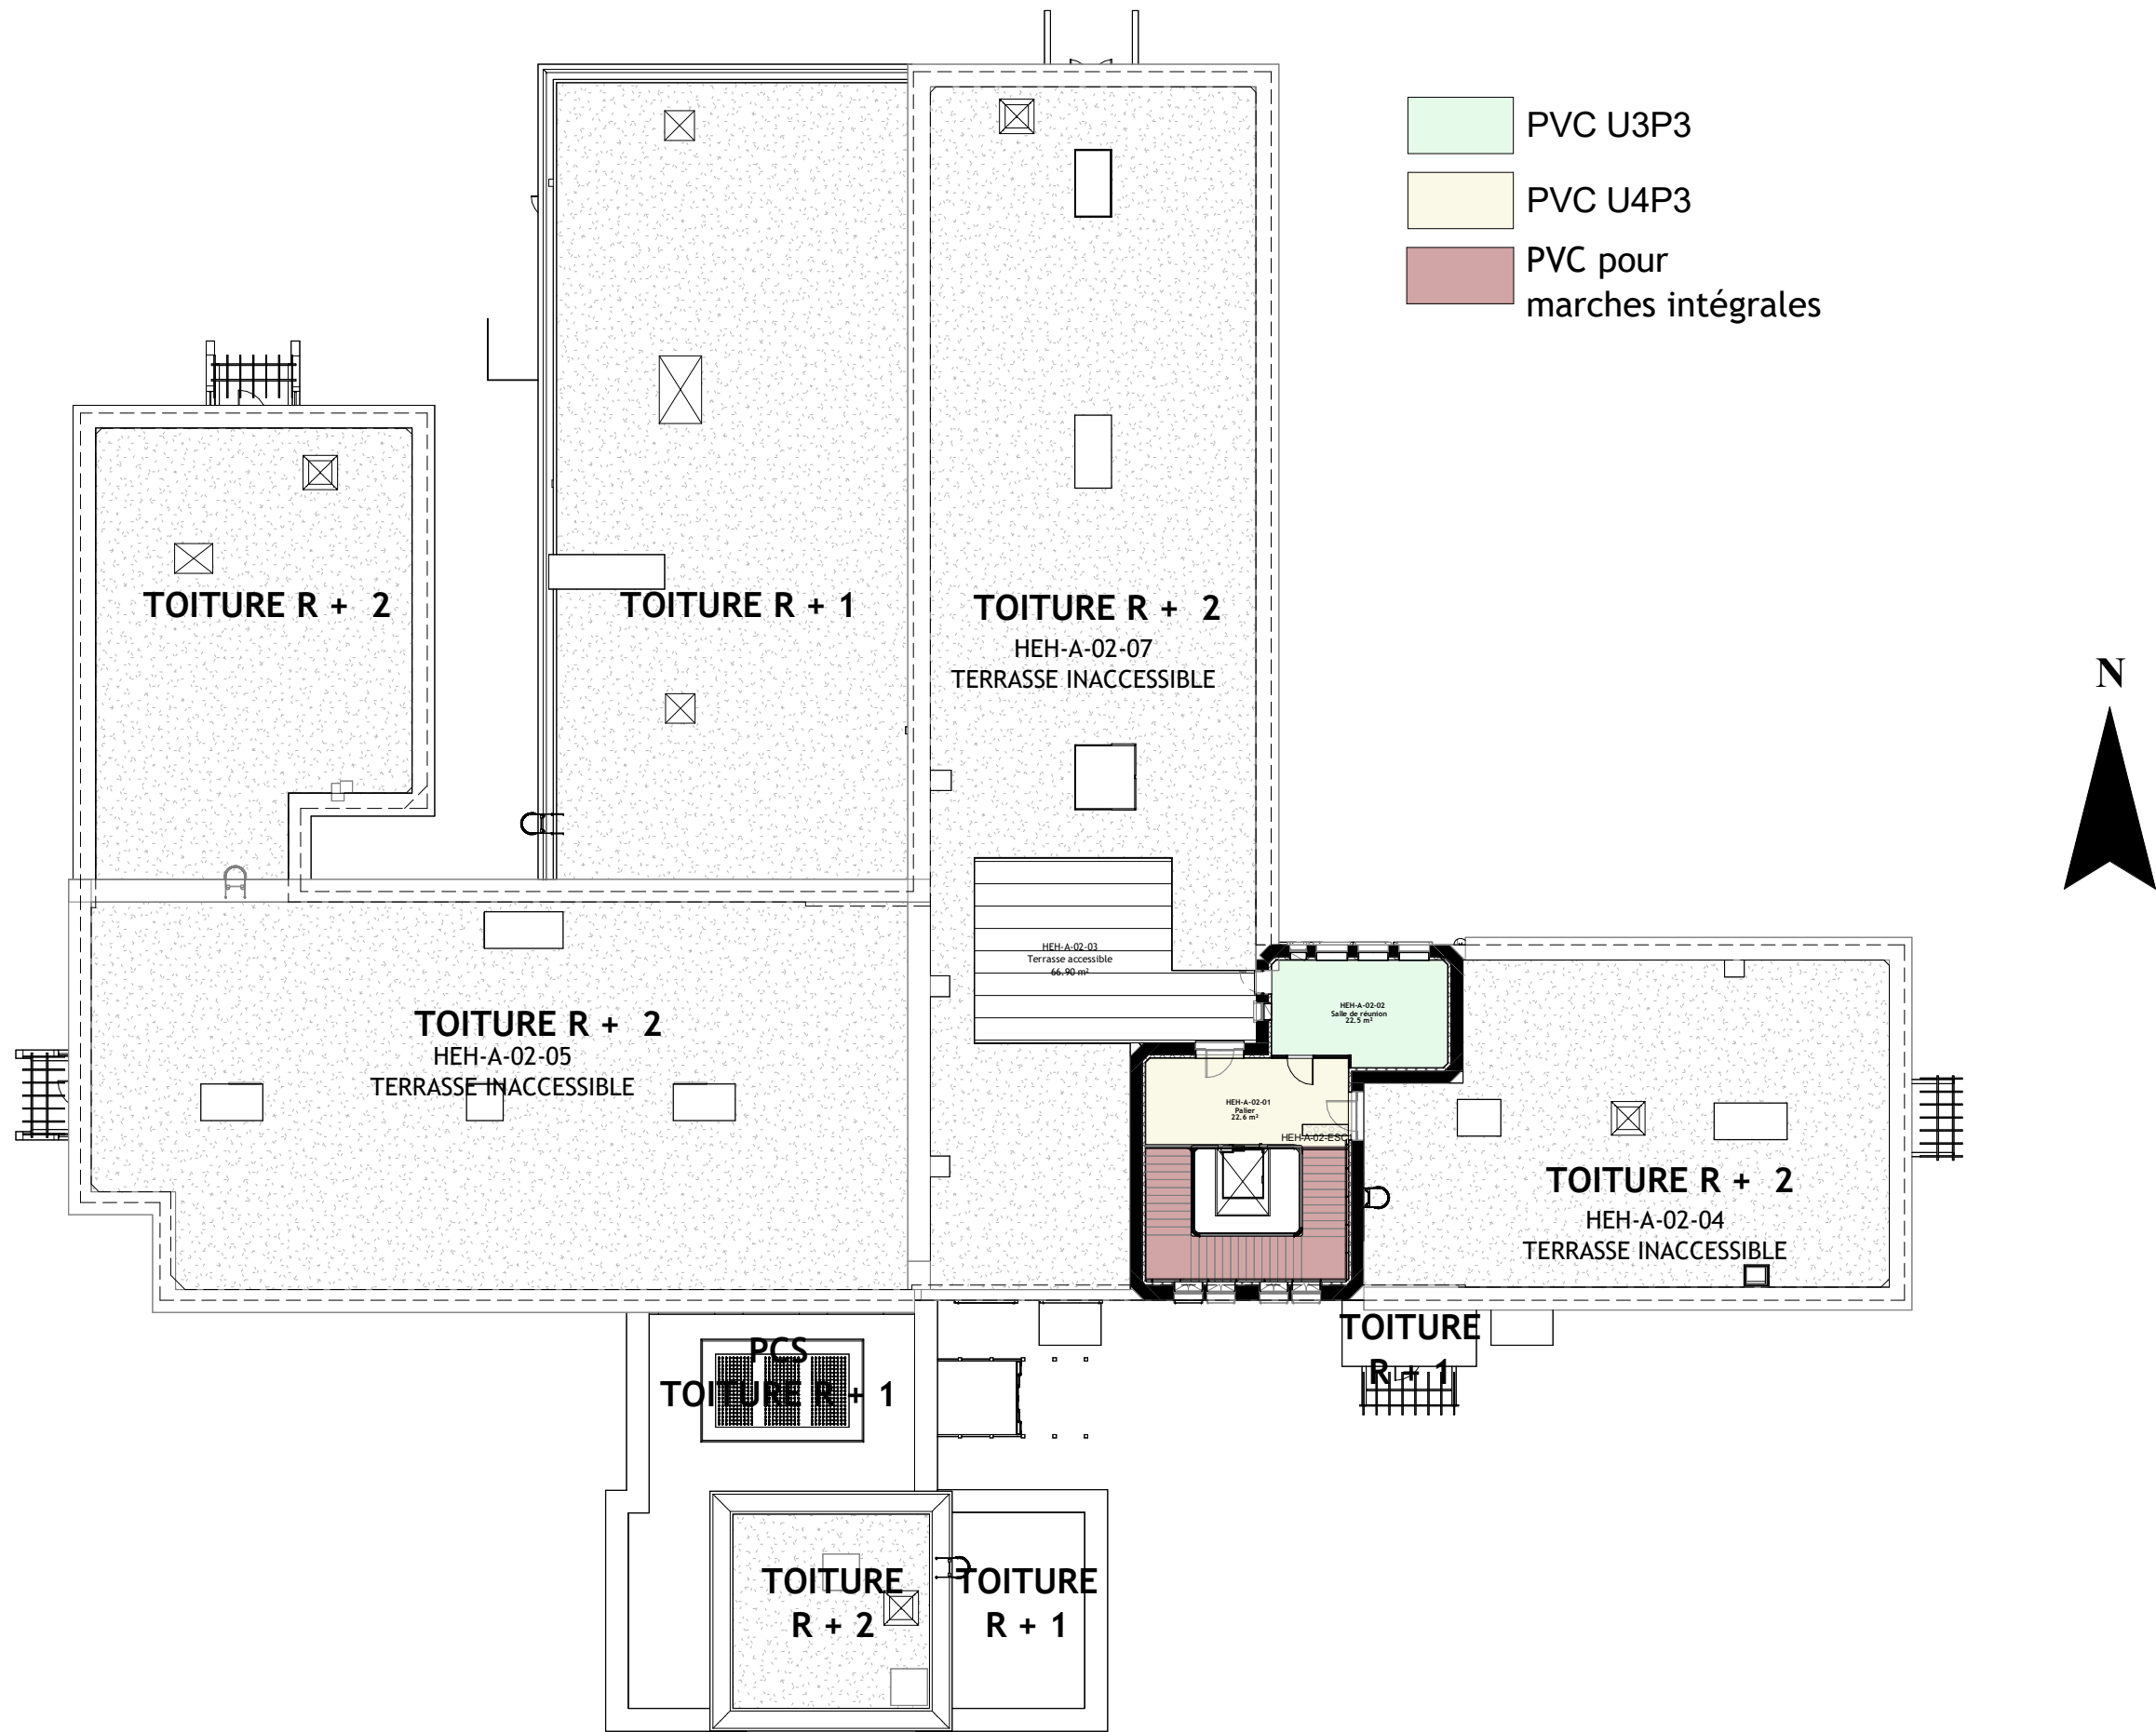 PVC U3P3
PVC U4P3
PVC pour
marches intégrales
TOITURE R + 2
TOITURE R + 1
TOITURE R + 2
HEH-A-02-07
TERRASSE INACCESSIBLE
N
HEH-A-02-03
Terrasse accessible
66.90 m²
HEH-A-02-02
Salle de réunion
22.5 m²
TOITURE R + 2
HEH-A-02-05
TERRASSE INACCESSIBLE
HEH-A-02-01
Palier
22.6 m²
HEH-A-02-ESC
TOITURE R + 2
HEH-A-02-04
TERRASSE INACCESSIBLE
PCS
TOITURE R + 1
TOITURE
R + 1
TOITURE
R + 2
TOITURE
R + 1